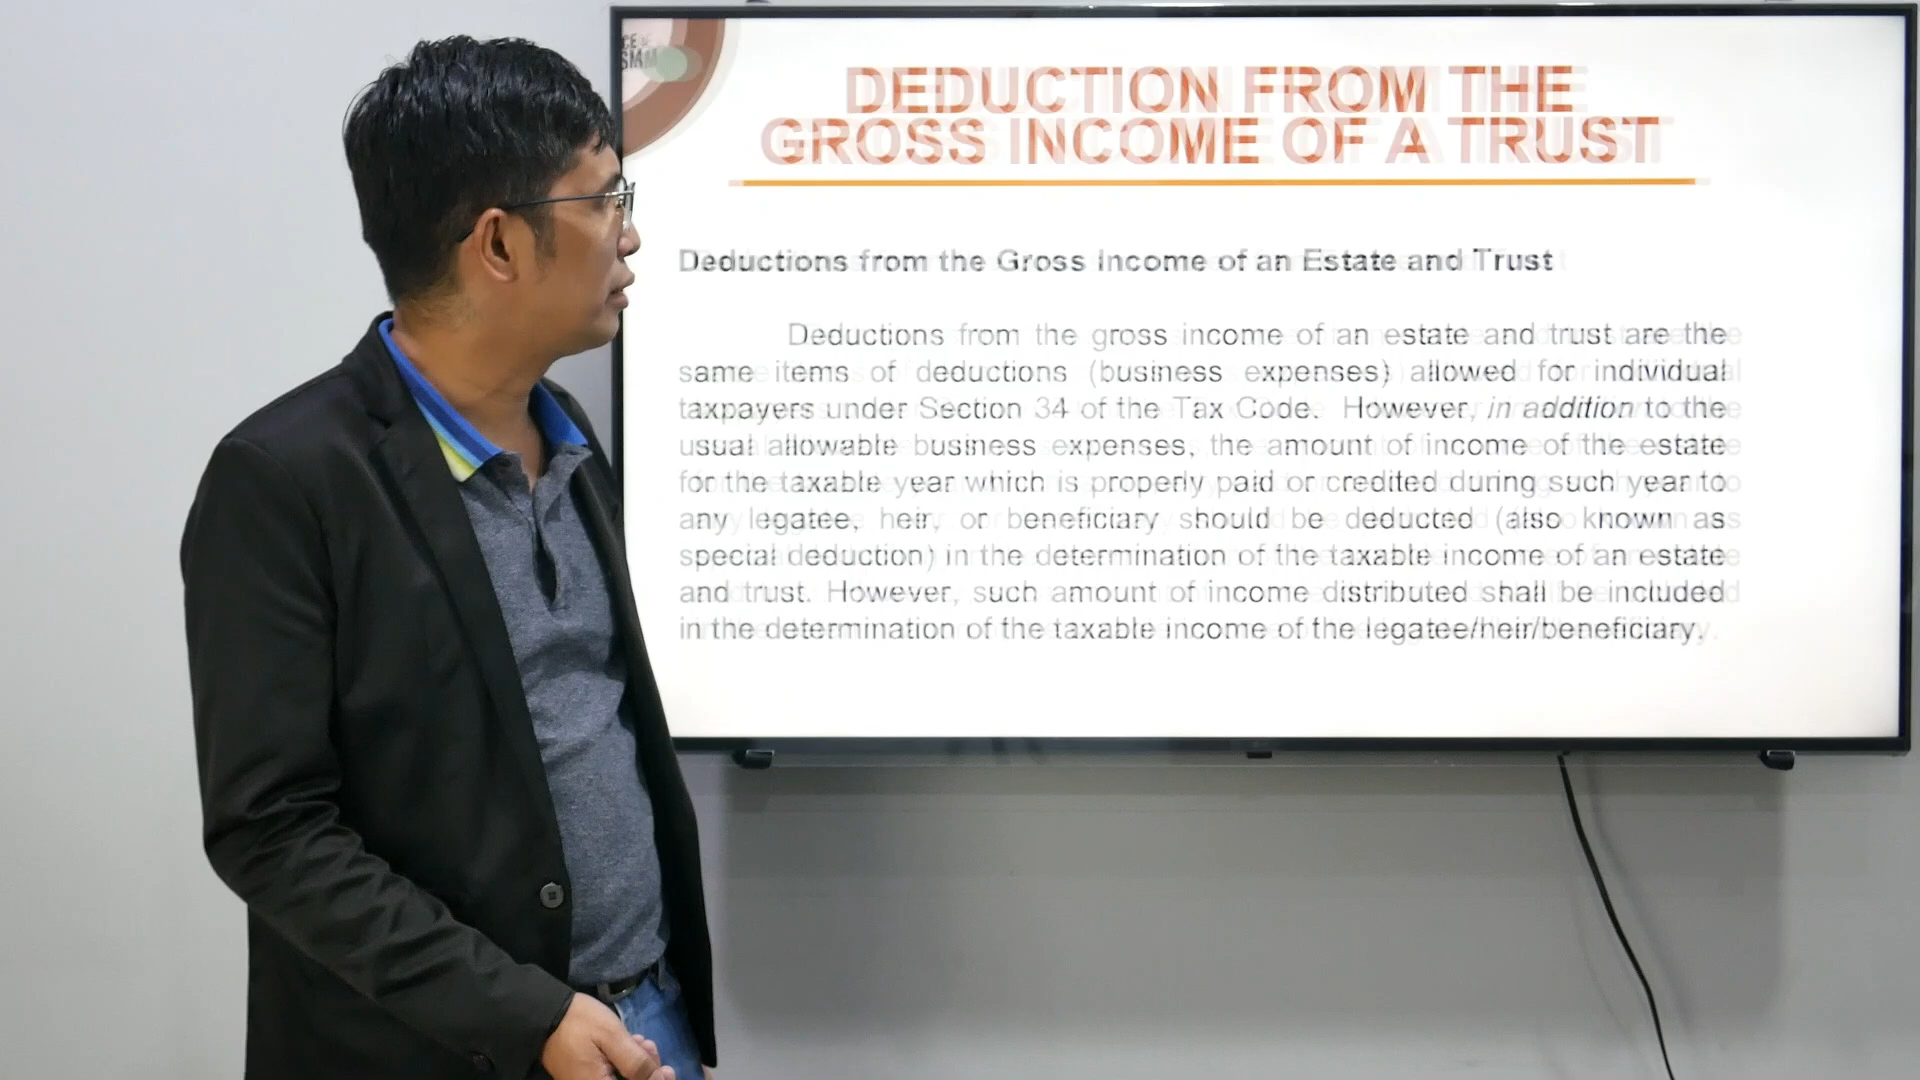 DEDUCTION FROM THE
GROSS INCOME OF A TRUST
Deductions from the Gross Income of an Estate and Trust
Deductions from the gross income of an estate and trust are the
same items of deductions (business expenses) allowed for individual
taxpayers under Section 34 of the Tax Code. However, in addition to the
usual allowable business expenses, the amount of income of the estate
for the taxable year which is properly paid or credited during such year to
any legatee, heir, or beneficiary should be deducted (also known as
special deduction) in the determination of the taxable income of an estate
and trust. However, such amount of income distributed shall be included
in the determination of the taxable income of the legatee/heir/beneficiary.